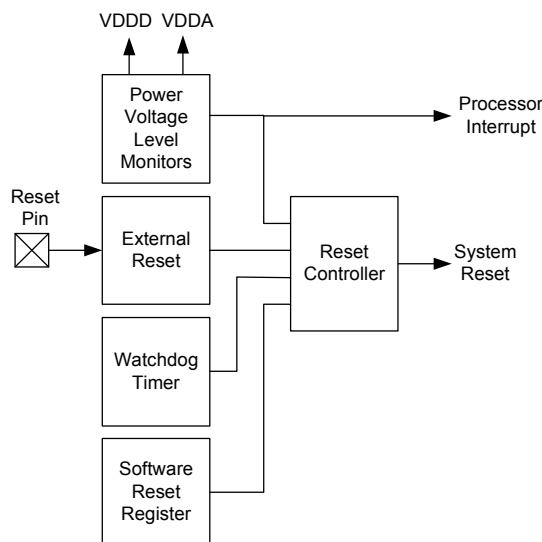 VDDD VDDA
Power
Voltage
Level
Monitors
Processor
Interrupt
Reset
Pin
External
Reset
Reset
Controller
System
Reset
Watchdog
Timer
Software
Reset
Register